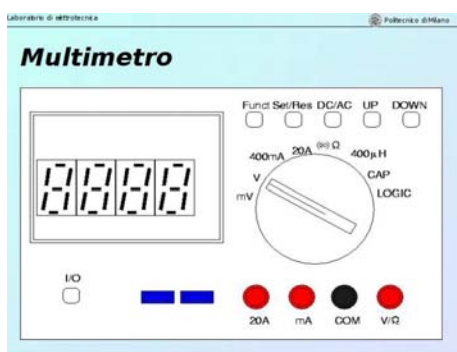 Laboratorio di elettrotecnica
Politecnico di Milano
Multimetro
Funct Set/Res DC/AC UP DOWN
400mA 20A Ω 400µH
V CAP
mV LOGIC
I/O
20A mA COM V/Ω